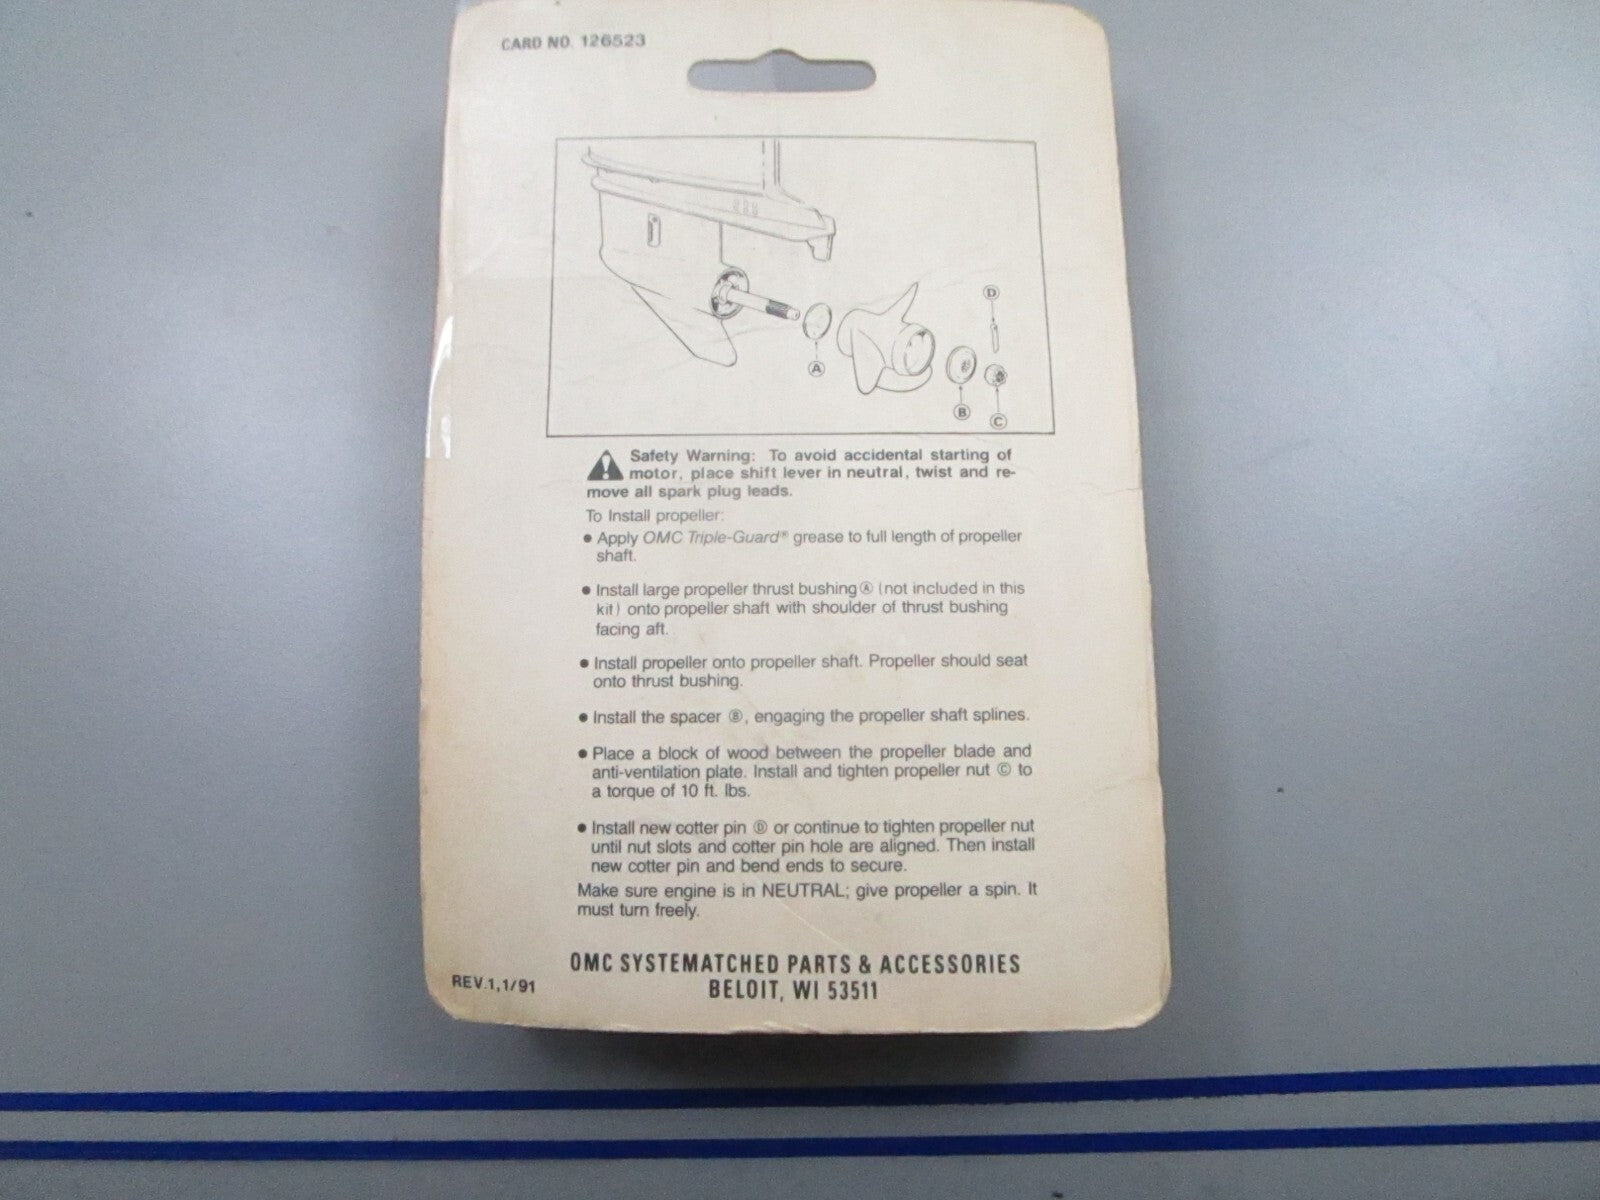 CARD NO. 126523
D
A
B
C
Safety Warning: To avoid accidental starting of
motor, place shift lever in neutral, twist and re-
move all spark plug leads.
To Install propeller:
● Apply OMC Triple-Guard® grease to full length of propeller
shaft.
● Install large propeller thrust bushing Ⓐ (not included in this
kit) onto propeller shaft with shoulder of thrust bushing
facing aft.
● Install propeller onto propeller shaft. Propeller should seat
onto thrust bushing.
● Install the spacer Ⓑ, engaging the propeller shaft splines.
● Place a block of wood between the propeller blade and
anti-ventilation plate. Install and tighten propeller nut Ⓒ to
a torque of 10 ft. lbs.
● Install new cotter pin Ⓓ or continue to tighten propeller nut
until nut slots and cotter pin hole are aligned. Then install
new cotter pin and bend ends to secure.
Make sure engine is in NEUTRAL; give propeller a spin. It
must turn freely.
OMC SYSTEMATCHED PARTS & ACCESSORIES
BELOIT, WI 53511
REV.1,1/91